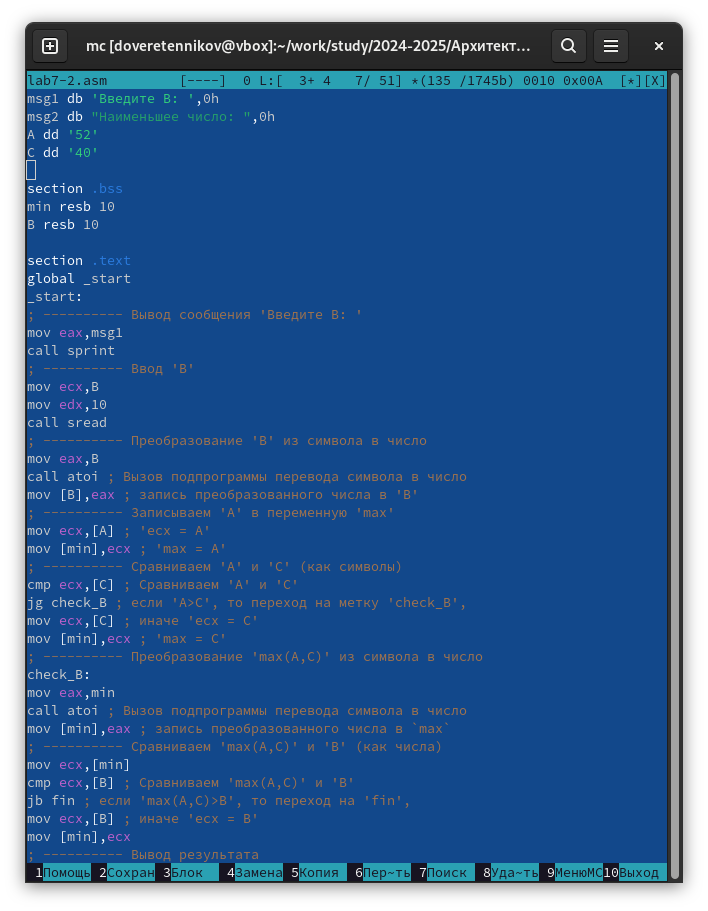 mc [doveretennikov@vbox]:~/work/study/2024-2025/Архитект...
lab7-2.asm [----] 0 L:[ 3+ 4 7/ 51] *(135 /1745b) 0010 0x00A [*][X]
msg1 db 'Введите B: ',0h
msg2 db "Наименьшее число: ",0h
A dd '52'
C dd '40'
section .bss
min resb 10
B resb 10
section .text
global _start
_start:
; ---------- Вывод сообщения 'Введите B: '
mov eax,msg1
call sprint
; ---------- Ввод 'B'
mov ecx,B
mov edx,10
call sread
; ---------- Преобразование 'B' из символа в число
mov eax,B
call atoi ; Вызов подпрограммы перевода символа в число
mov [B],eax ; запись преобразованного числа в 'B'
; ---------- Записываем 'A' в переменную 'max'
mov ecx,[A] ; 'ecx = A'
mov [min],ecx ; 'max = A'
; ---------- Сравниваем 'A' и 'C' (как символы)
cmp ecx,[C] ; Сравниваем 'A' и 'C'
jg check_B ; если 'A>C', то переход на метку 'check_B',
mov ecx,[C] ; иначе 'ecx = C'
mov [min],ecx ; 'max = C'
; ---------- Преобразование 'max(A,C)' из символа в число
check_B:
mov eax,min
call atoi ; Вызов подпрограммы перевода символа в число
mov [min],eax ; запись преобразованного числа в `max`
; ---------- Сравниваем 'max(A,C)' и 'B' (как числа)
mov ecx,[min]
cmp ecx,[B] ; Сравниваем 'max(A,C)' и 'B'
jb fin ; если 'max(A,C)>B', то переход на 'fin',
mov ecx,[B] ; иначе 'ecx = B'
mov [min],ecx
; ---------- Вывод результата
1Помощь 2Сохран 3Блок 4Замена 5Копия 6Пер~ть 7Поиск 8Уда~ть 9МенюMC 10Выход